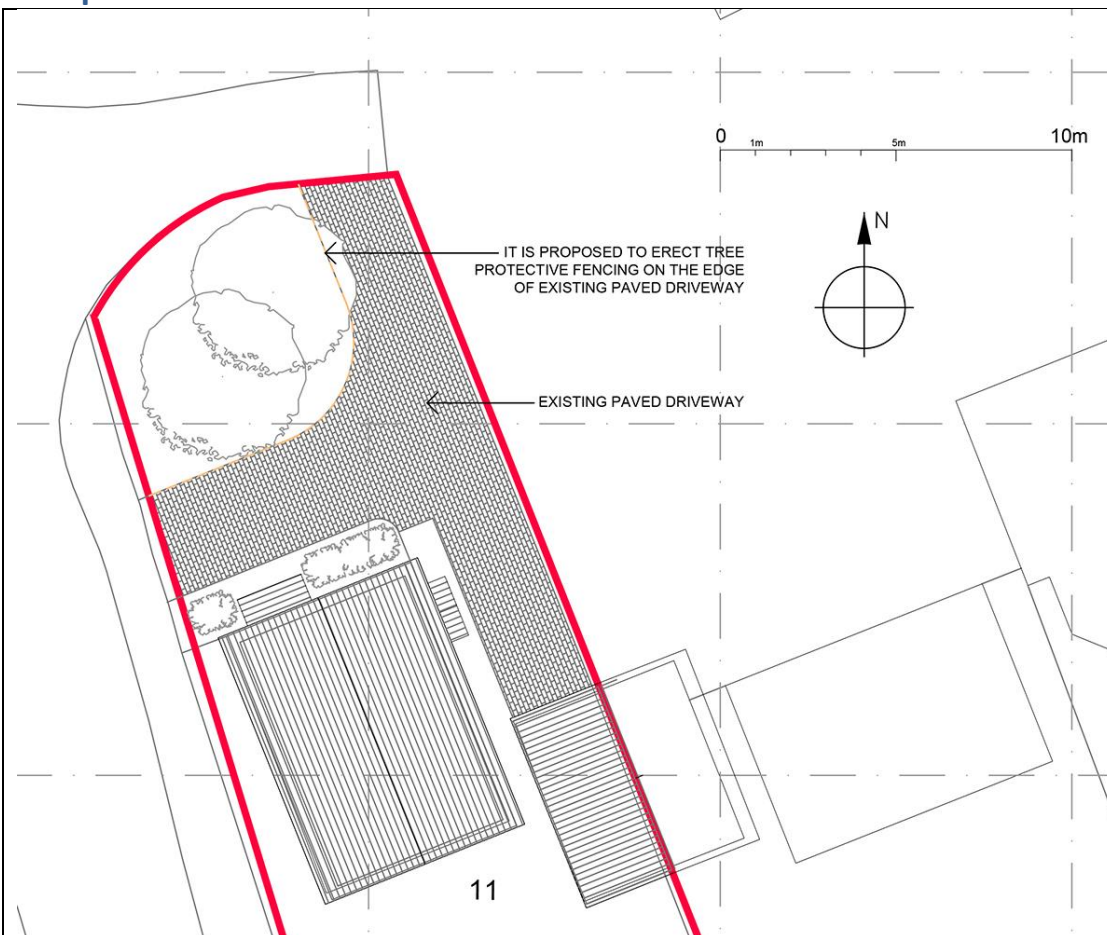 0 1m 5m 10m
N
IT IS PROPOSED TO ERECT TREE
PROTECTIVE FENCING ON THE EDGE
OF EXISTING PAVED DRIVEWAY
EXISTING PAVED DRIVEWAY
11